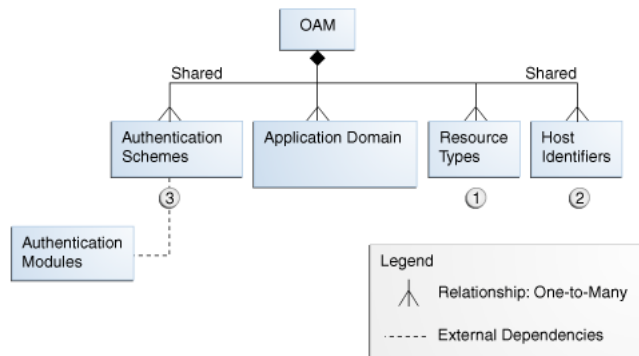 OAM
Shared
Shared
Authentication
Schemes
Application Domain
Resource
Types
Host
Identifiers
3
1
2
Authentication
Modules
Legend
Relationship: One-to-Many
External Dependencies